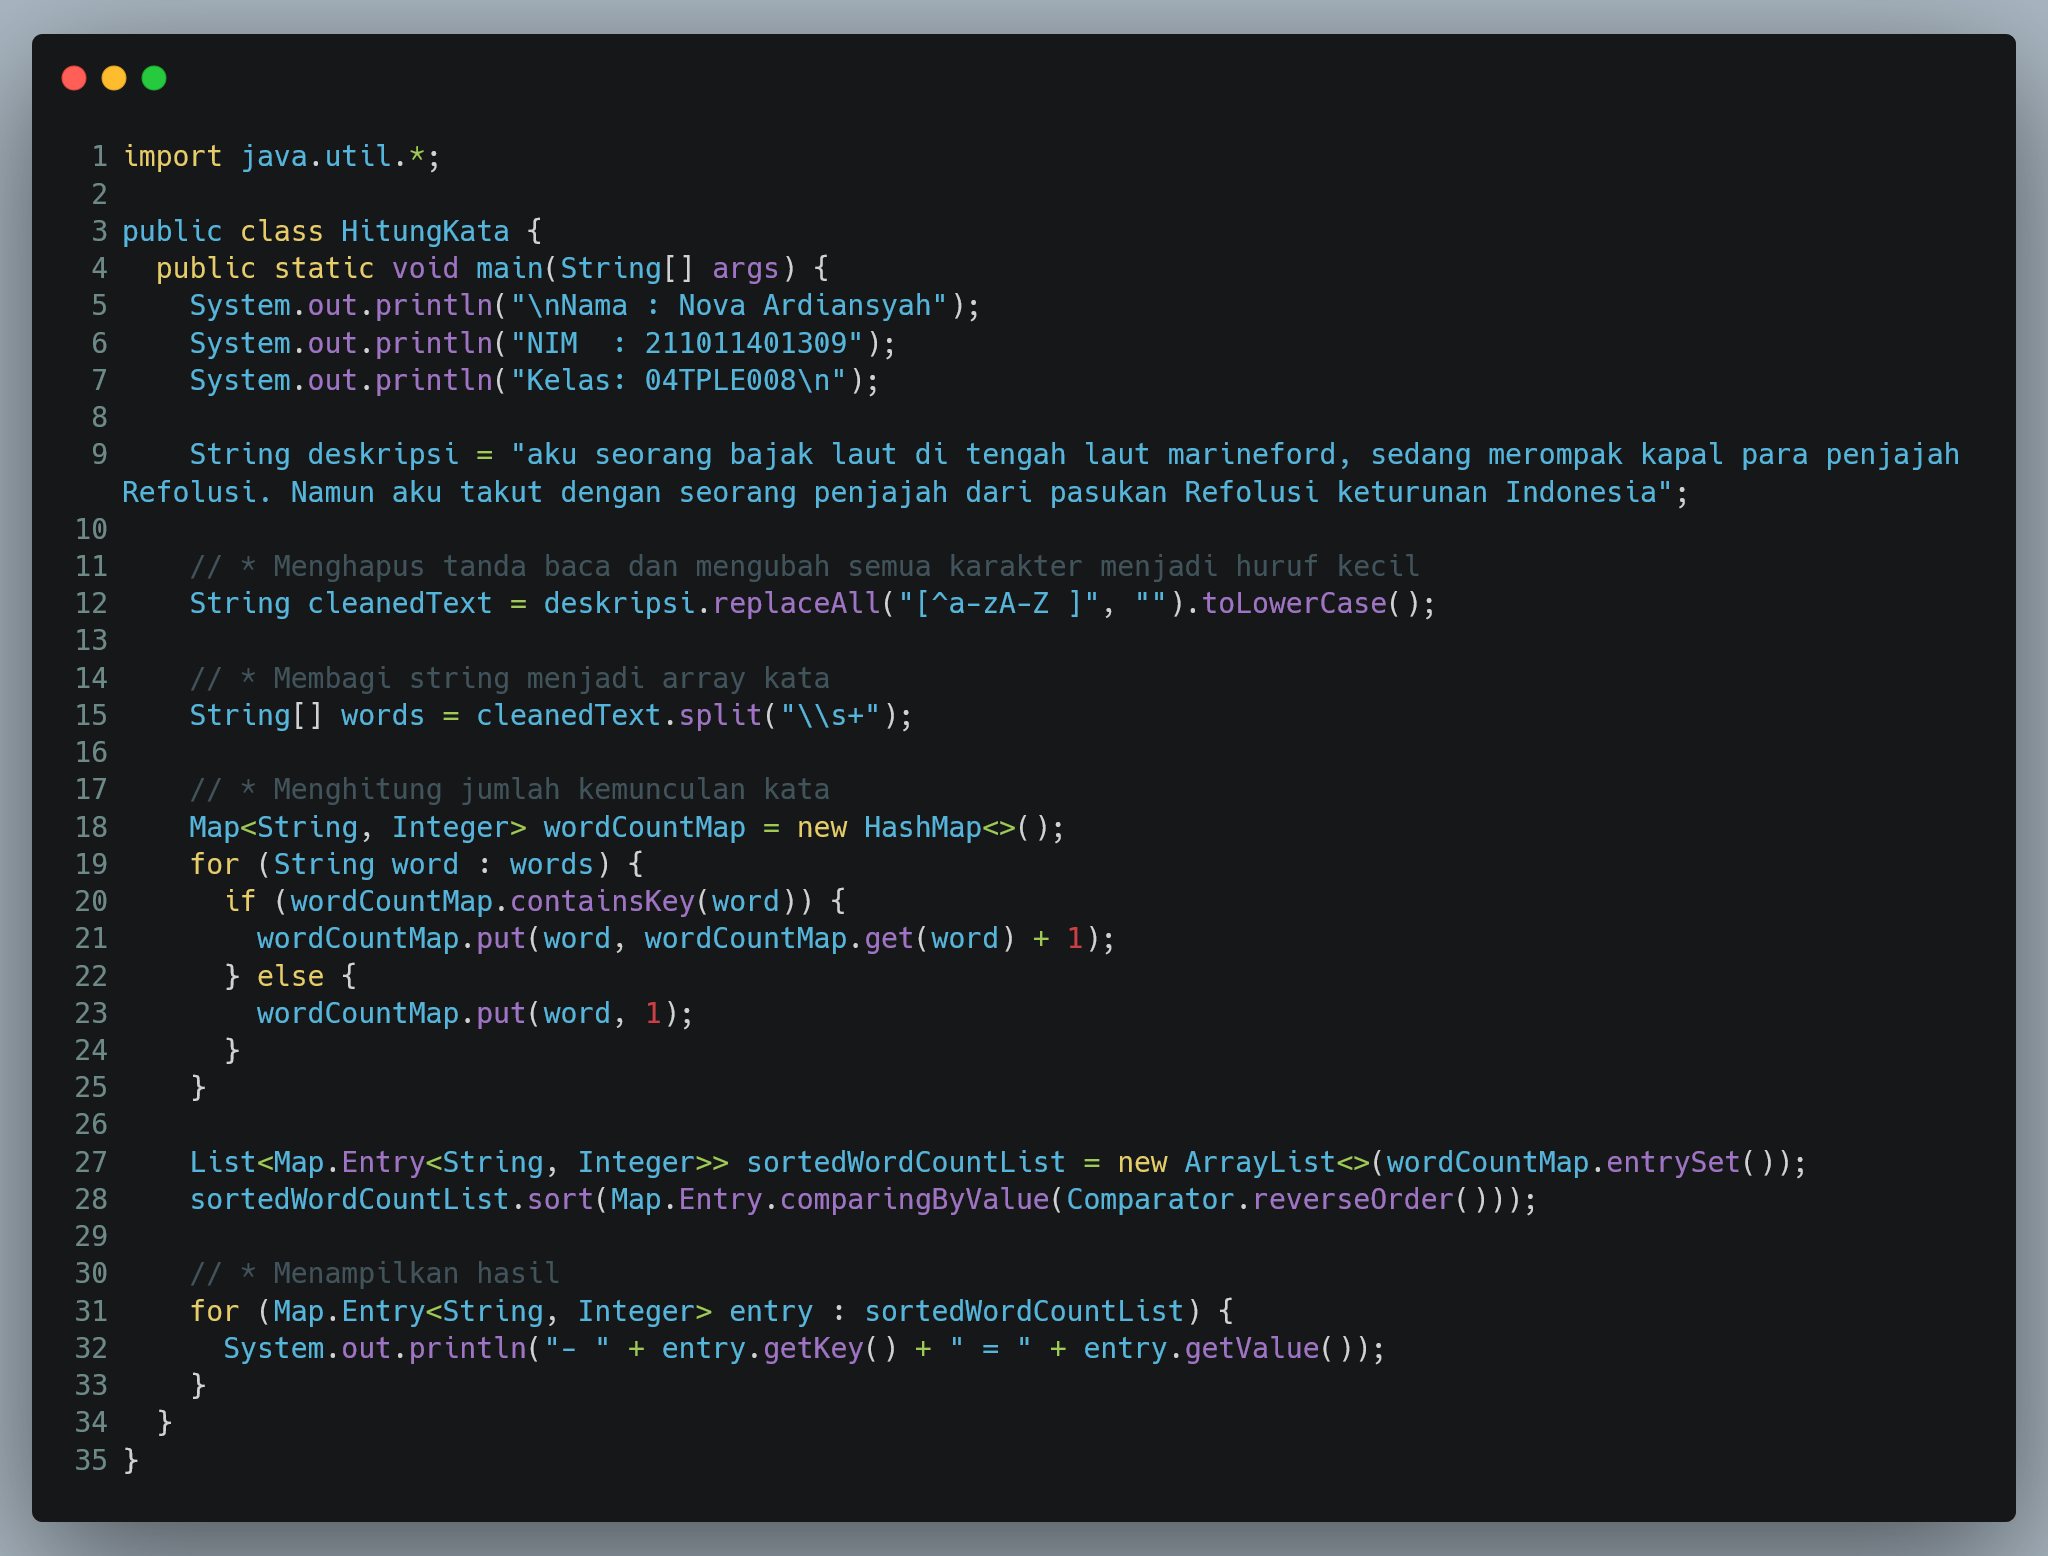 1 import java.util.*;
2
3 public class HitungKata {
4   public static void main(String[] args) {
5     System.out.println("\nNama : Nova Ardiansyah");
6     System.out.println("NIM  : 211011401309");
7     System.out.println("Kelas: 04TPLE008\n");
8
9     String deskripsi = "aku seorang bajak laut di tengah laut marineford, sedang merompak kapal para penjajah
Refolusi. Namun aku takut dengan seorang penjajah dari pasukan Refolusi keturunan Indonesia";
10
11     // * Menghapus tanda baca dan mengubah semua karakter menjadi huruf kecil
12     String cleanedText = deskripsi.replaceAll("[^a-zA-Z ]", "").toLowerCase();
13
14     // * Membagi string menjadi array kata
15     String[] words = cleanedText.split("\\s+");
16
17     // * Menghitung jumlah kemunculan kata
18     Map<String, Integer> wordCountMap = new HashMap<>();
19     for (String word : words) {
20       if (wordCountMap.containsKey(word)) {
21         wordCountMap.put(word, wordCountMap.get(word) + 1);
22       } else {
23         wordCountMap.put(word, 1);
24       }
25     }
26
27     List<Map.Entry<String, Integer>> sortedWordCountList = new ArrayList<>(wordCountMap.entrySet());
28     sortedWordCountList.sort(Map.Entry.comparingByValue(Comparator.reverseOrder()));
29
30     // * Menampilkan hasil
31     for (Map.Entry<String, Integer> entry : sortedWordCountList) {
32       System.out.println("- " + entry.getKey() + " = " + entry.getValue());
33     }
34   }
35 }